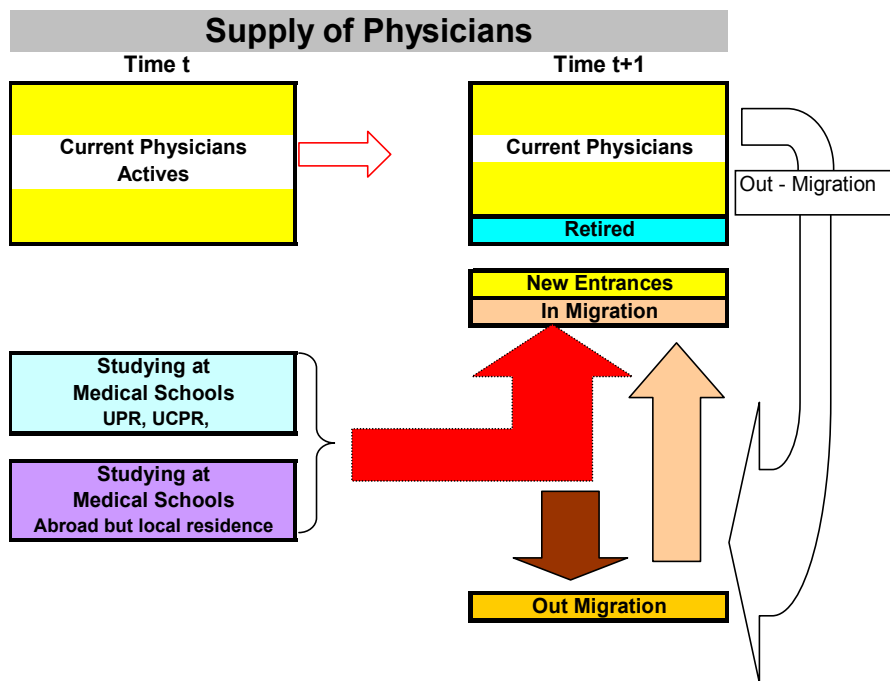 Supply of Physicians
Time t
Time t+1
Current Physicians
Actives
Current Physicians
Out - Migration
Retired
New Entrances
In Migration
Studying at
Medical Schools
UPR, UCPR,
Studying at
Medical Schools
Abroad but local residence
Out Migration